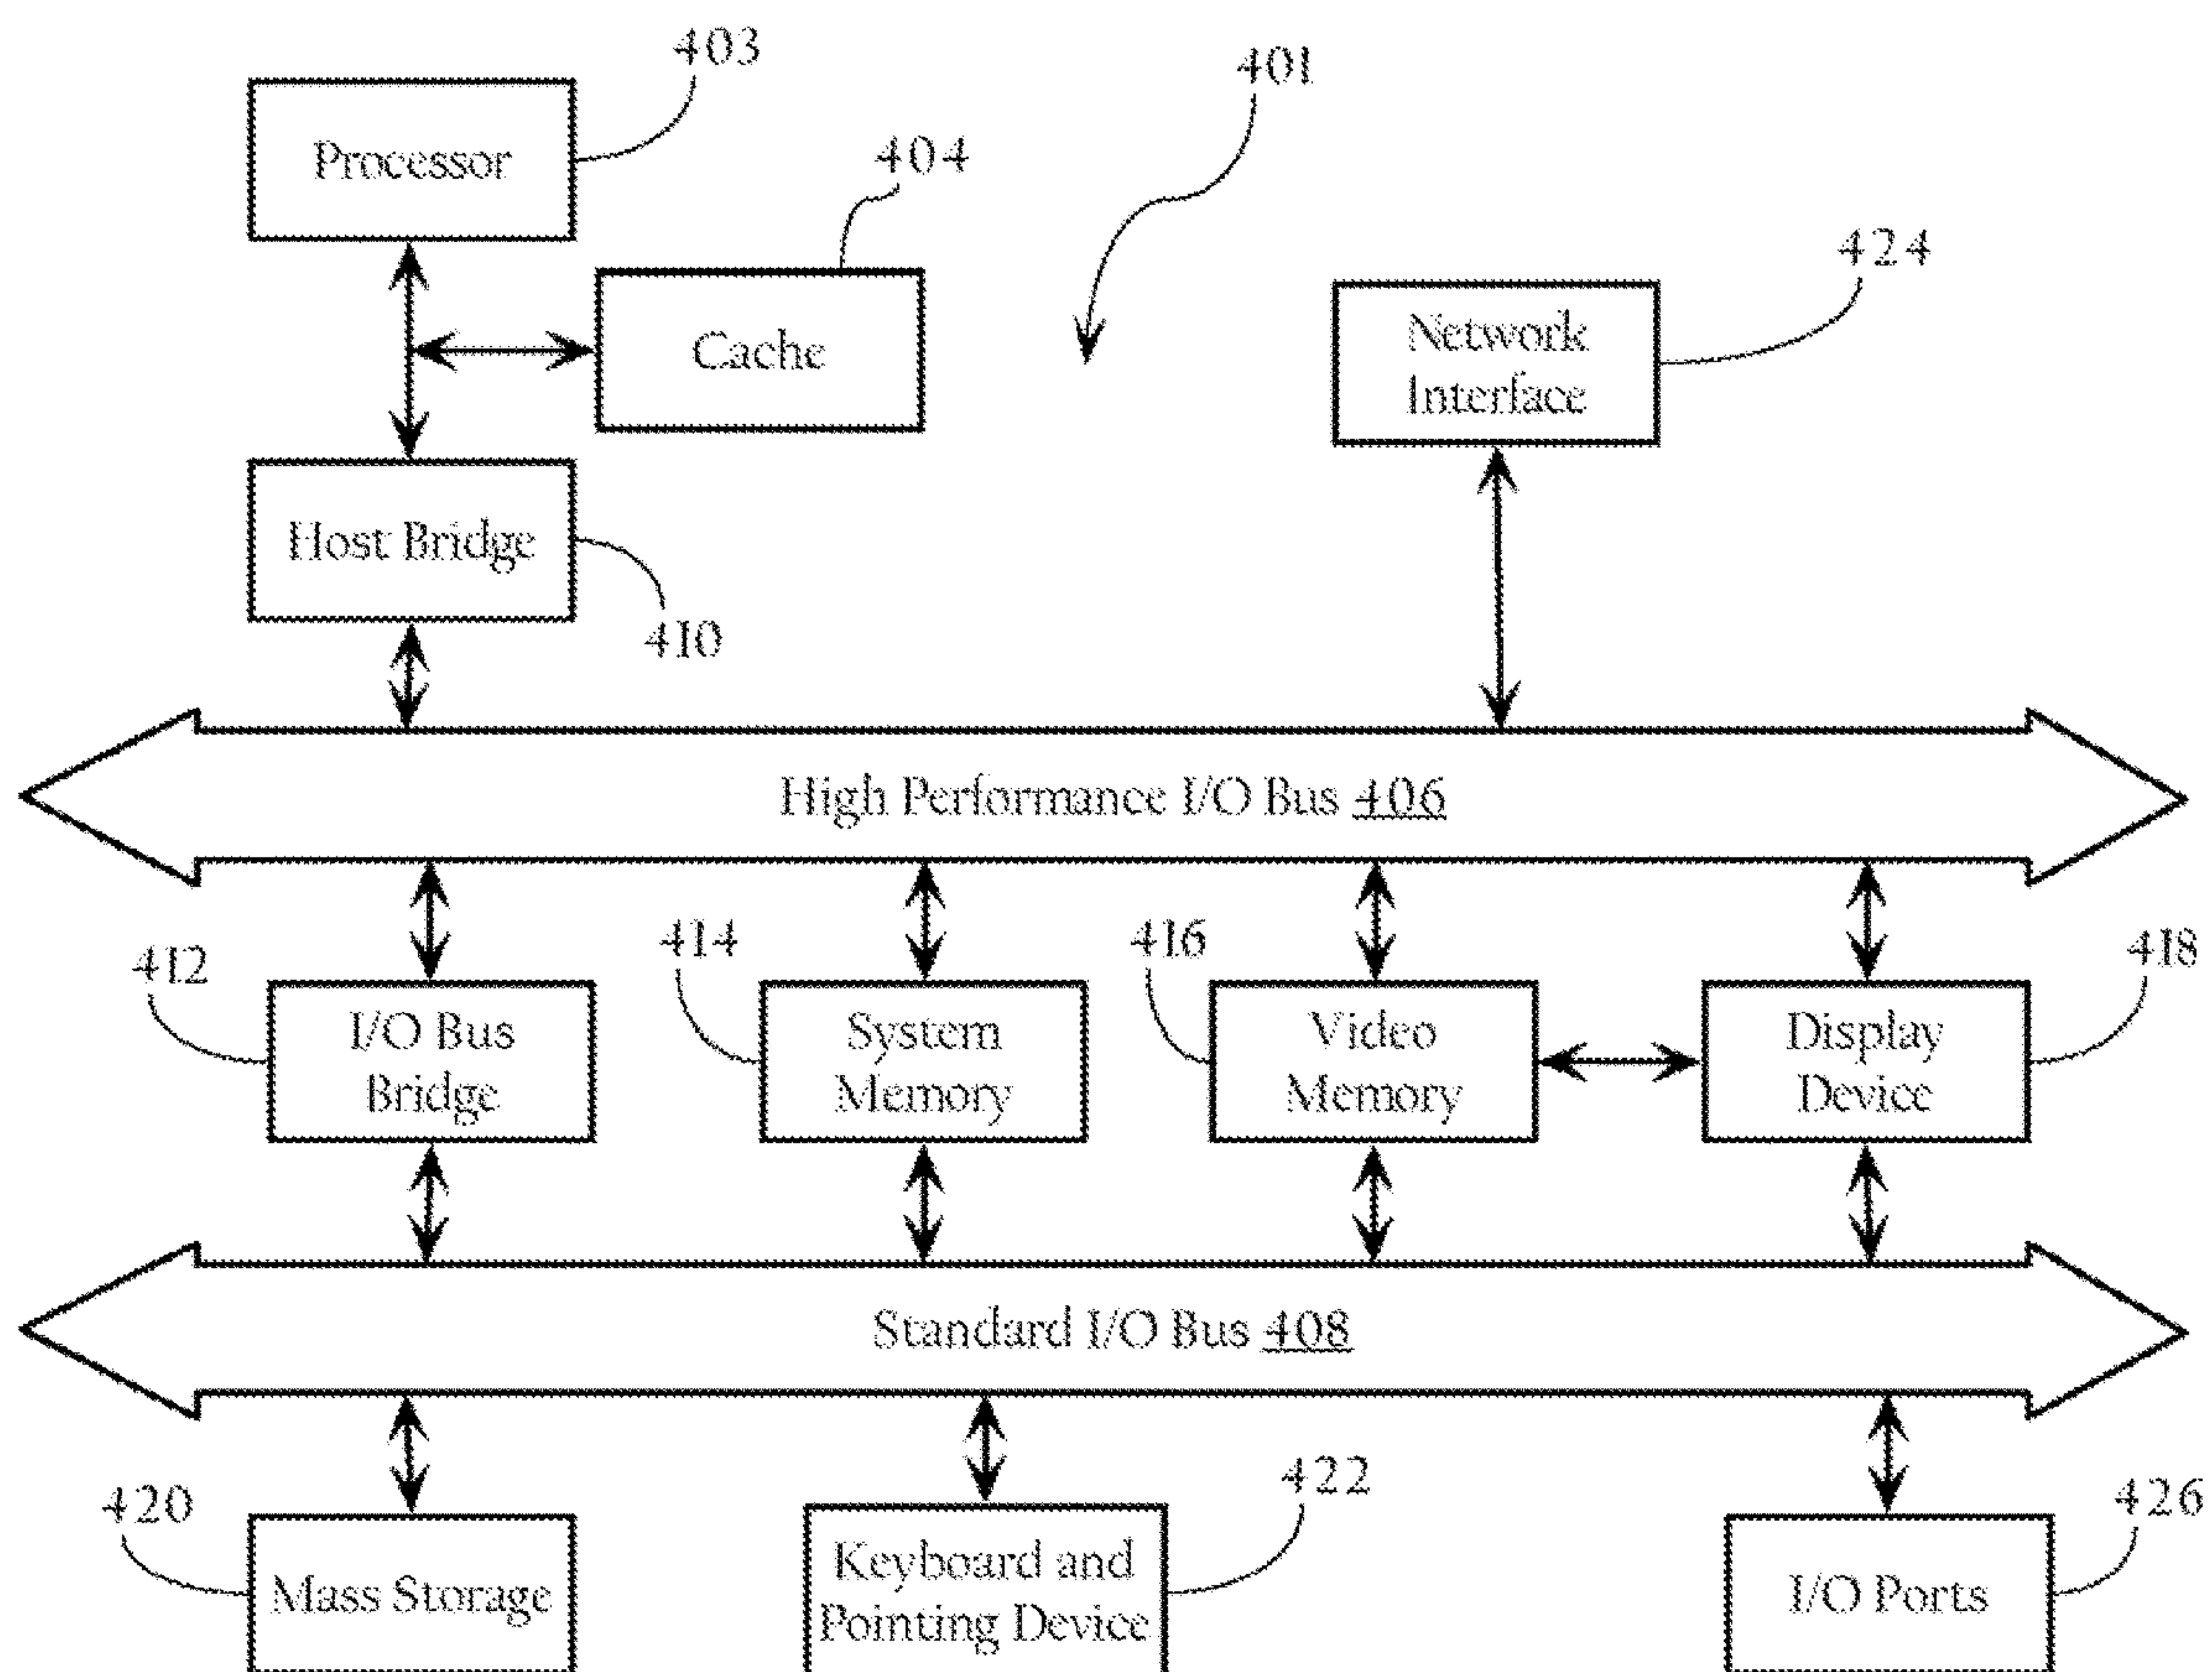 403
401
Processor
404
424
Cache
Network
Interface
Host Bridge
410
High Performance I/O Bus 406
412
414
416
418
I/O Bus
Bridge
System
Memory
Video
Memory
Display
Device
Standard I/O Bus 408
420
422
426
Mass Storage
Keyboard and
Pointing Device
I/O Ports